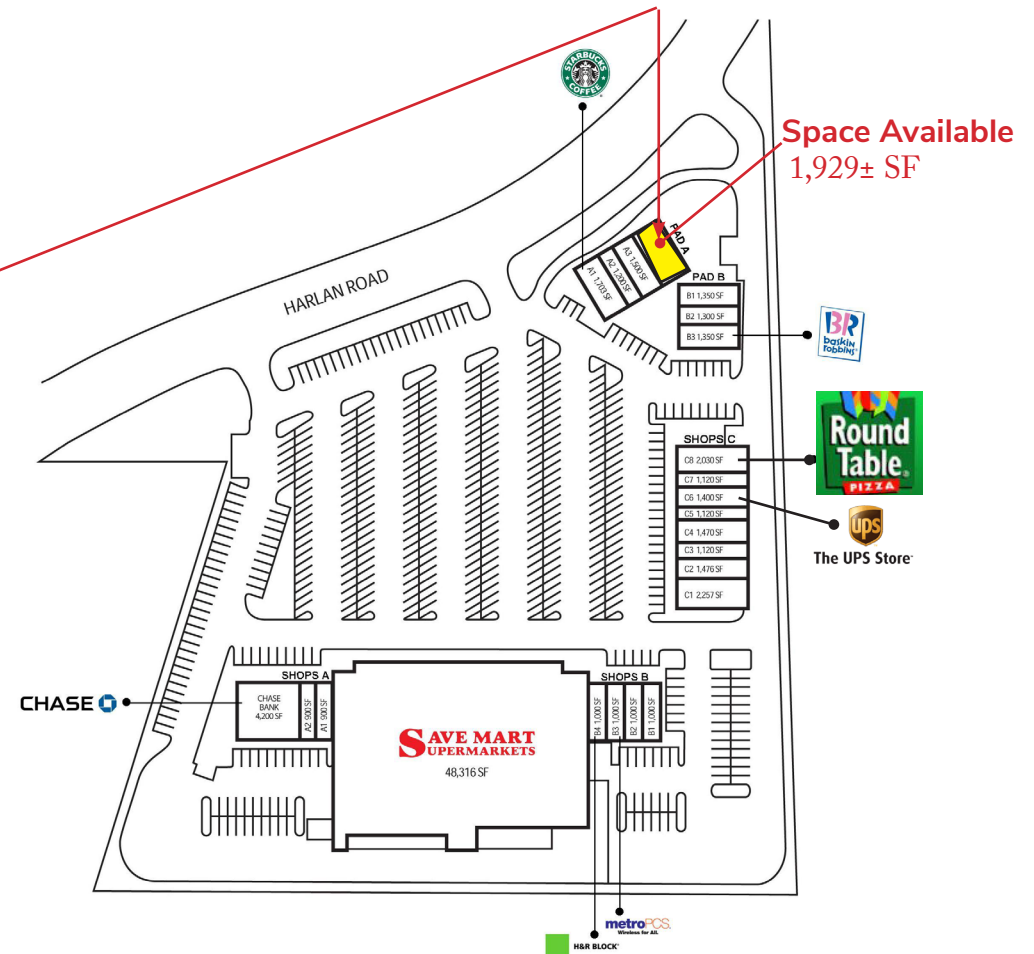 STARBUCKS
COFFEE
Space Available
1,929± SF
HARLAN ROAD
PAD A
A1 1,703 SF
A2 1,200 SF
A3 1,500 SF
PAD B
B1 1,350 SF
B2 1,300 SF
B3 1,350 SF
BR
baskin
robbins
SHOPS C
C8 2,030 SF
C7 1,120 SF
C6 1,400 SF
C5 1,120 SF
C4 1,470 SF
C3 1,120 SF
C2 1,476 SF
C1 2,257 SF
Round
Table
PIZZA
ups
The UPS Store
CHASE
SHOPS A
CHASE
BANK
4,200 SF
A2 900 SF
A1 900 SF
SAVE MART
SUPERMARKETS
48,316 SF
SHOPS B
B4 1,000 SF
B3 1,000 SF
B2 1,000 SF
B1 1,000 SF
metroPCS.
Wireless for All.
H&R BLOCK